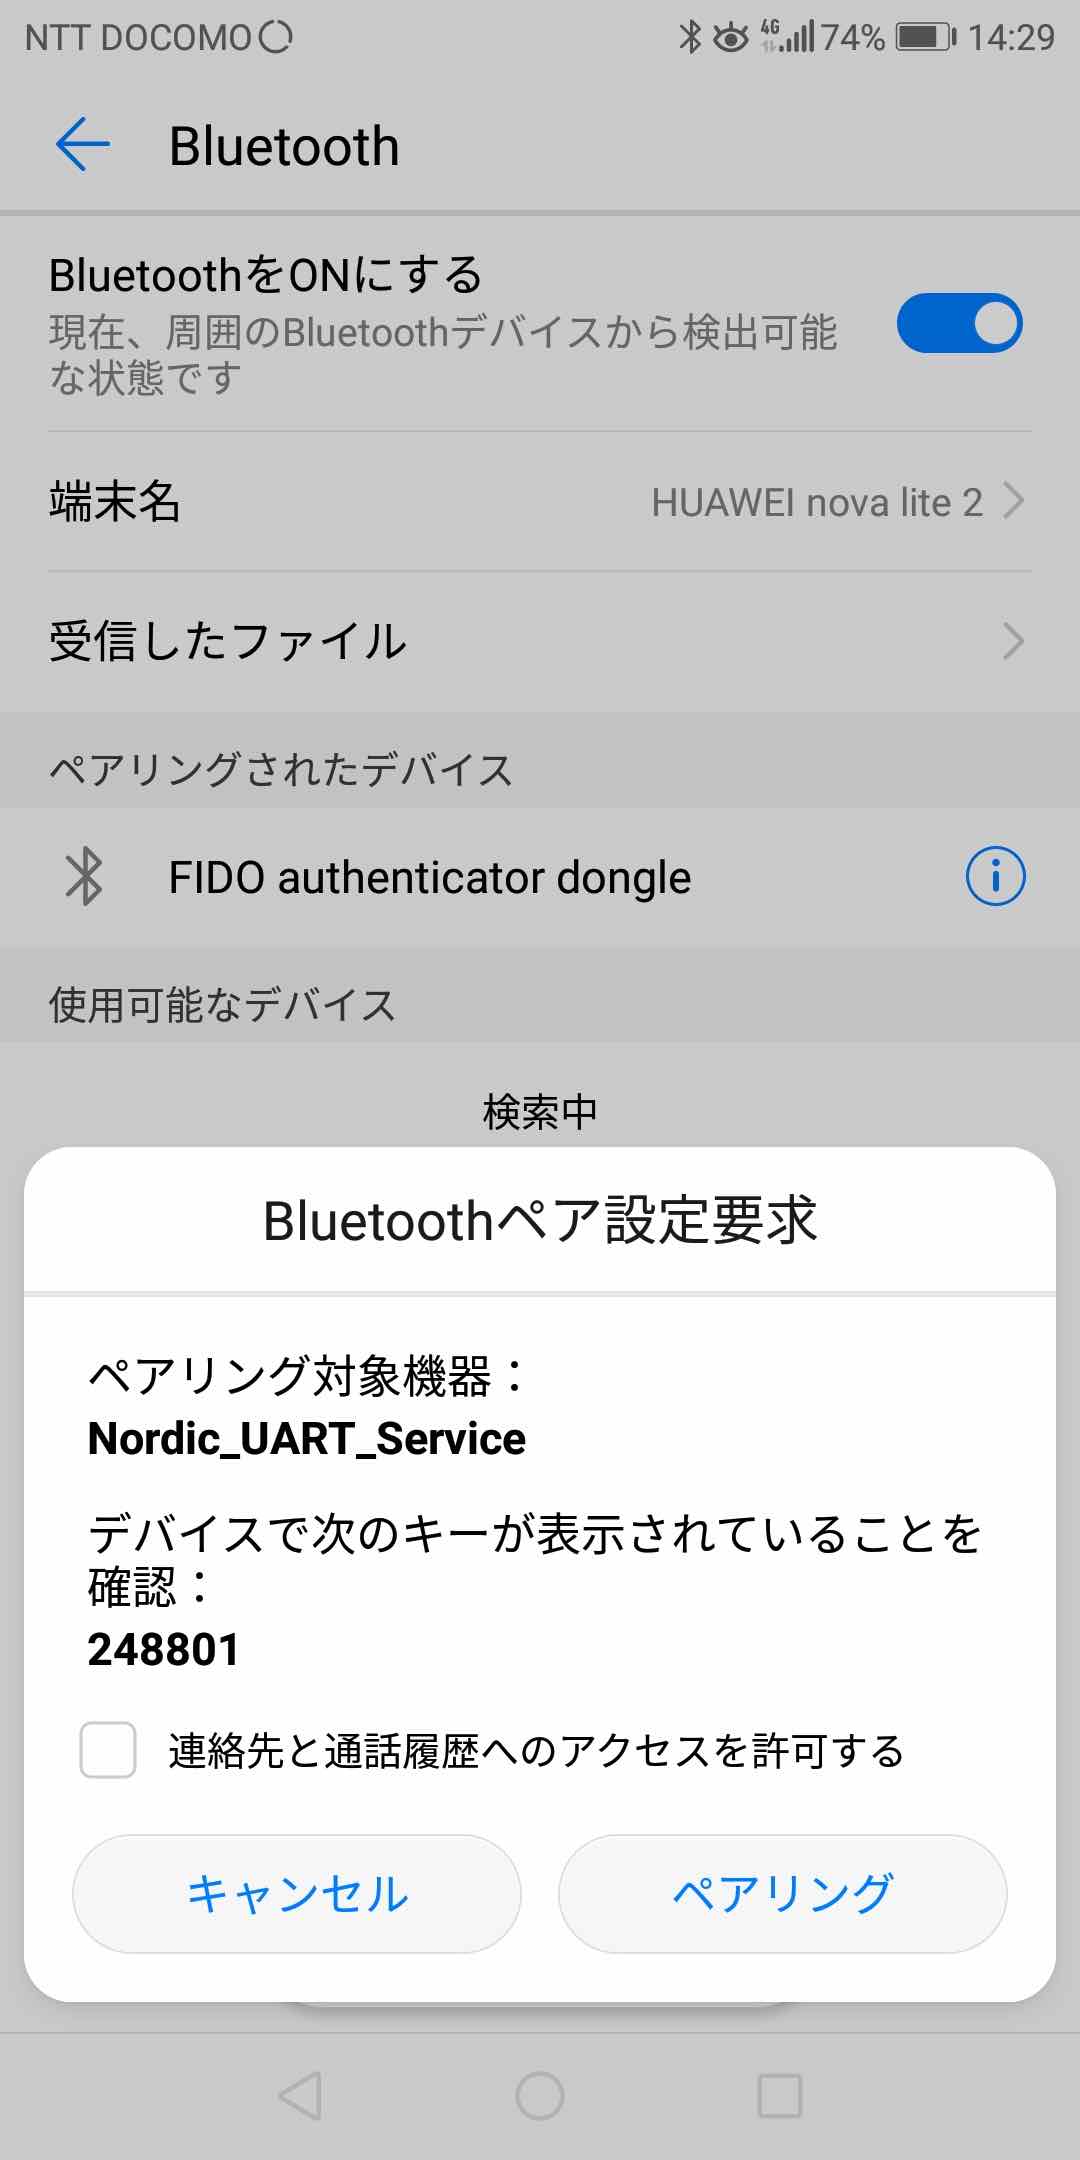 NTT DOCOMO 4G 74% 14:29
Bluetooth
BluetoothをONにする
現在、周囲のBluetoothデバイスから検出可能
な状態です
端末名 HUAWEI nova lite 2
受信したファイル
ペアリングされたデバイス
FIDO authenticator dongle
使用可能なデバイス
検索中
Bluetoothペア設定要求
ペアリング対象機器：
Nordic_UART_Service
デバイスで次のキーが表示されていることを
確認：
248801
連絡先と通話履歴へのアクセスを許可する
キャンセル ペアリング